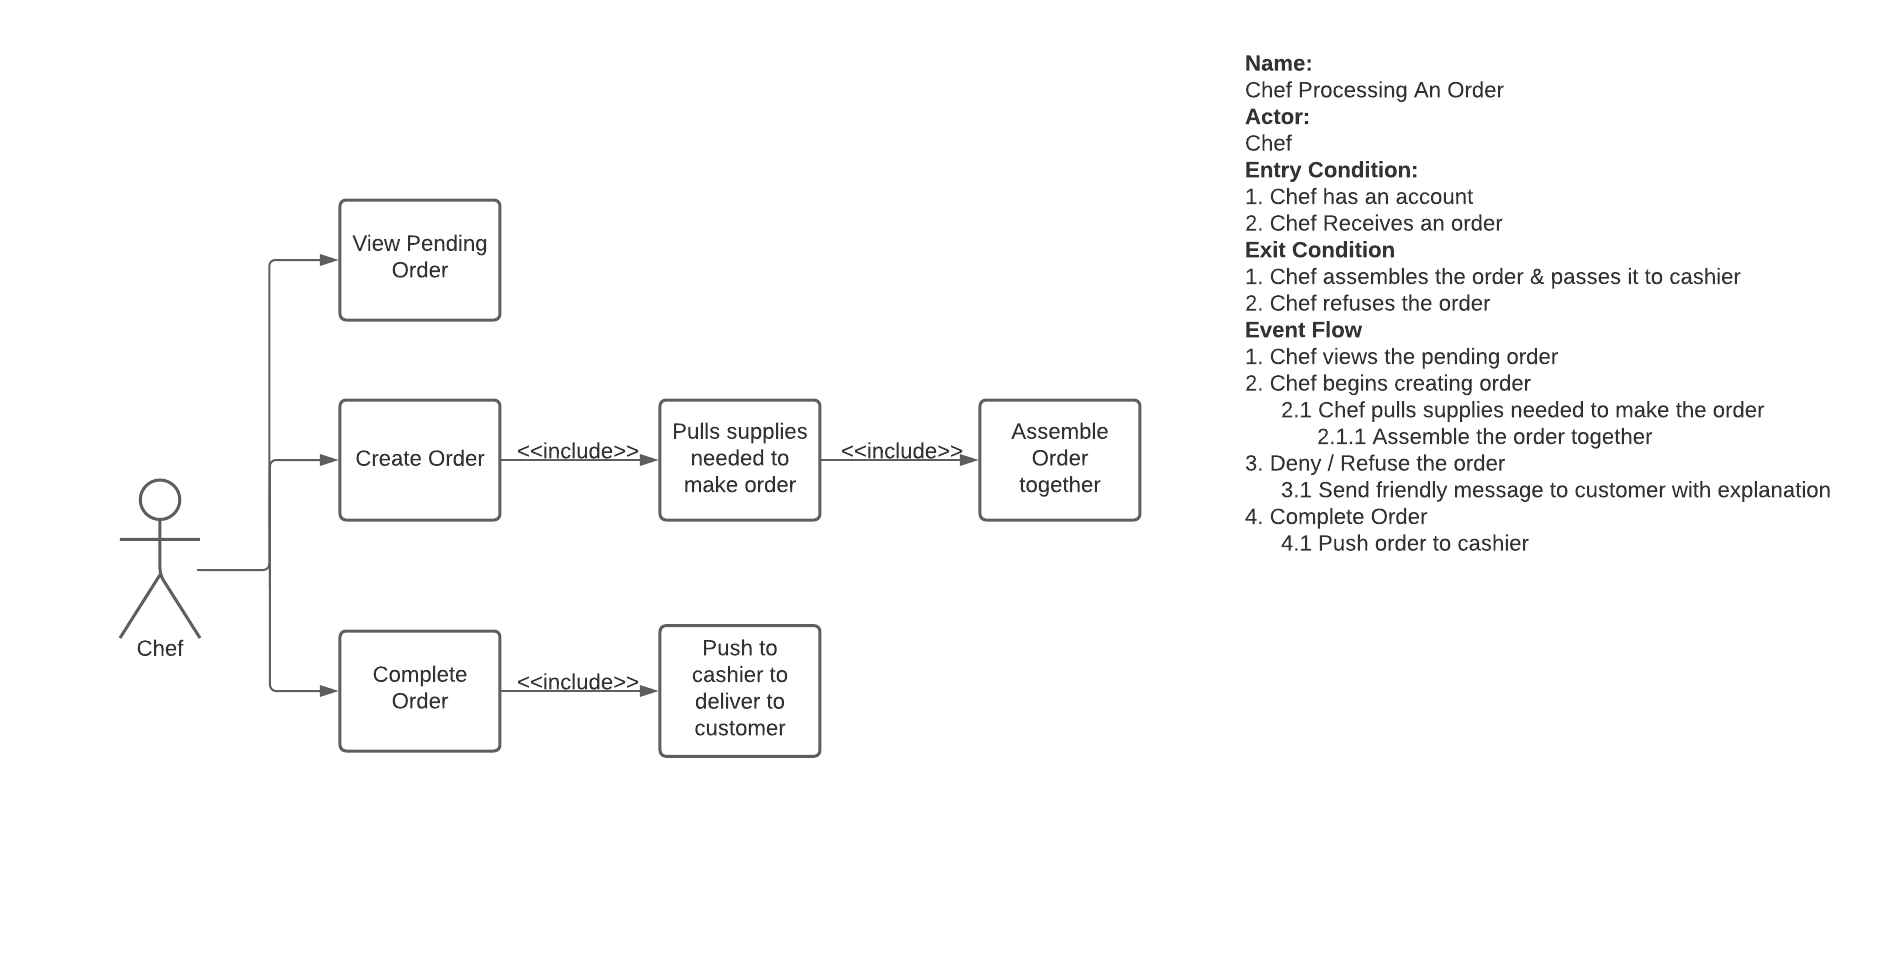 View Pending
Order
Create Order
<<include>>
Pulls supplies
needed to
make order
<<include>>
Assemble
Order
together
Chef
Complete
Order
<<include>>
Push to
cashier to
deliver to
customer
Name:
Chef Processing An Order
Actor:
Chef
Entry Condition:
1. Chef has an account
2. Chef Receives an order
Exit Condition
1. Chef assembles the order & passes it to cashier
2. Chef refuses the order
Event Flow
1. Chef views the pending order
2. Chef begins creating order
2.1 Chef pulls supplies needed to make the order
2.1.1 Assemble the order together
3. Deny / Refuse the order
3.1 Send friendly message to customer with explanation
4. Complete Order
4.1 Push order to cashier